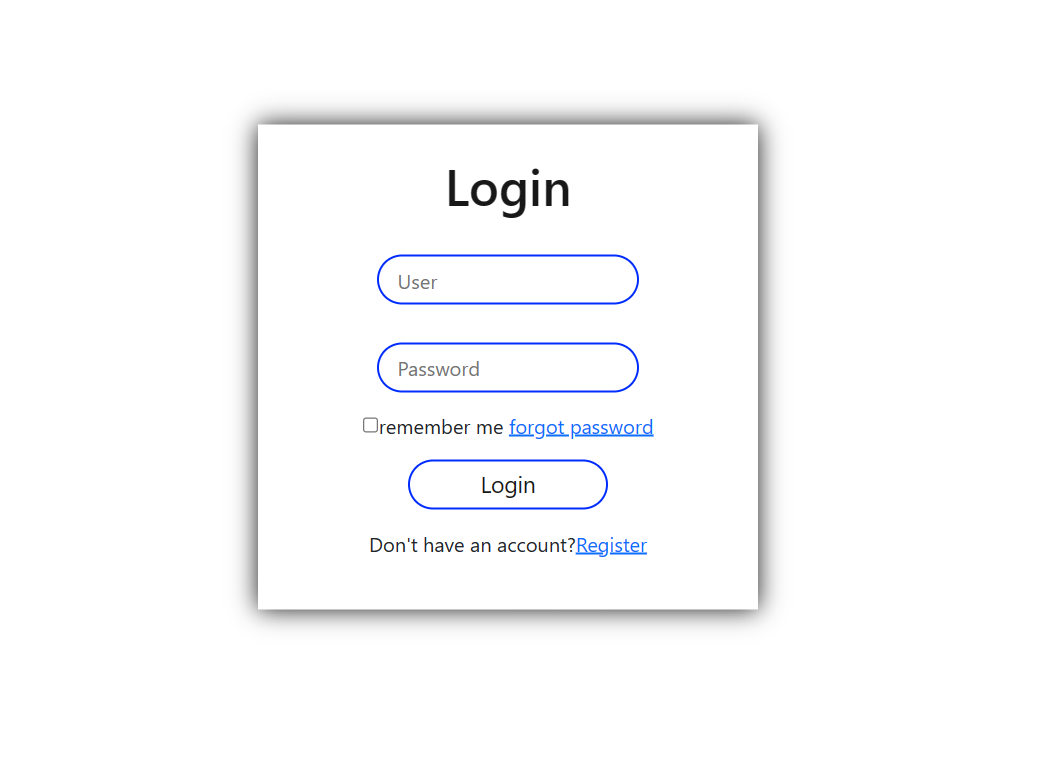 Login
User
Password
remember me forgot password
Login
Don't have an account?Register